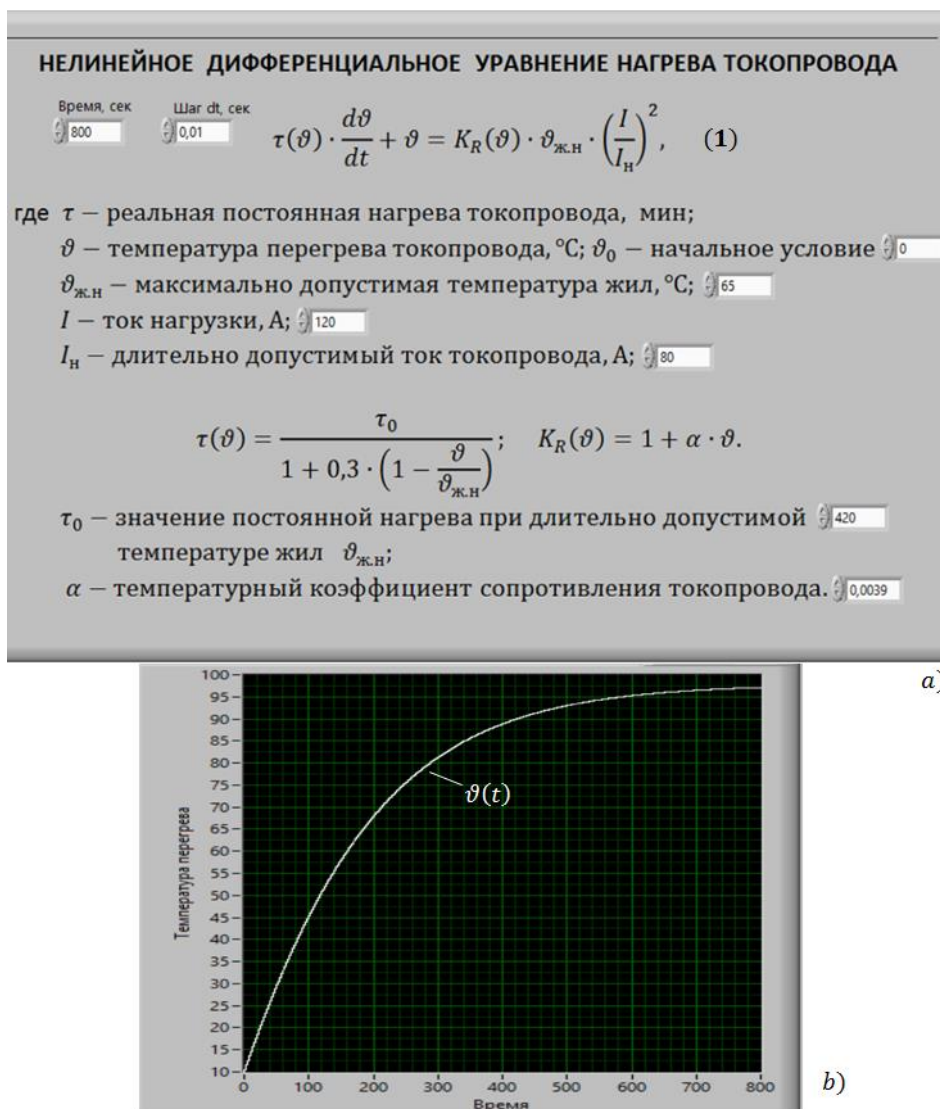 НЕЛИНЕЙНОЕ ДИФФЕРЕНЦИАЛЬНОЕ УРАВНЕНИЕ НАГРЕВА ТОКОПРОВОДА
Время, сек Шаг dt, сек
800 0,01 τ(ϑ) · dϑ/dt + ϑ = K_R(ϑ) · ϑ_ж.н · (I/I_н)², (1)
где τ − реальная постоянная нагрева токопровода, мин;
ϑ − температура перегрева токопровода, °C; ϑ₀ − начальное условие 0
ϑ_ж.н − максимально допустимая температура жил, °C; 65
I − ток нагрузки, А; 120
I_н − длительно допустимый ток токопровода, А; 80
τ(ϑ) = τ₀/(1 + 0,3 · (1 − ϑ/ϑ_ж.н)); K_R(ϑ) = 1 + α · ϑ.
τ₀ − значение постоянной нагрева при длительно допустимой 420
температуре жил ϑ_ж.н;
α − температурный коэффициент сопротивления токопровода. 0,0039
a)
Температура перегрева
100
95
90
85
80
75
70
65
60
55
50
45
40
35
30
25
20
15
10
ϑ(t)
0 100 200 300 400 500 600 700 800
Время
b)